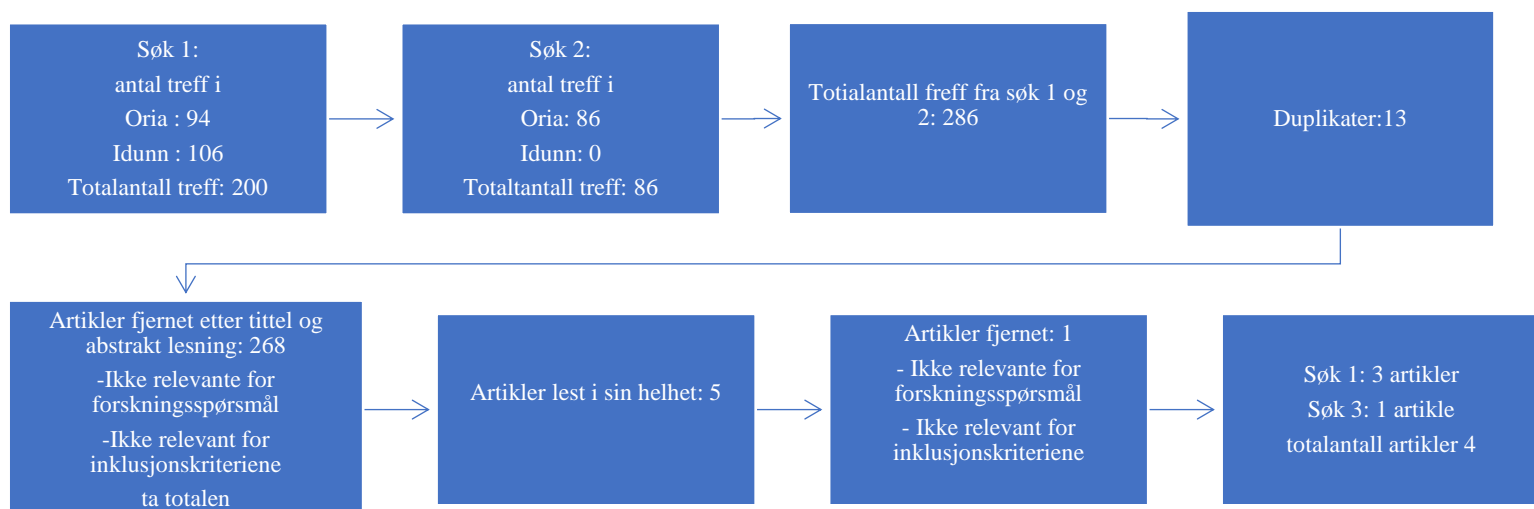 Søk 1:
antal treff i
Oria : 94
Idunn : 106
Totalantall treff: 200
Søk 2:
antal treff i
Oria: 86
Idunn: 0
Totaltantall treff: 86
Totialantall freff fra søk 1 og
2: 286
Duplikater:13
Artikler fjernet etter tittel og
abstrakt lesning: 268
-Ikke relevante for
forskningsspørsmål
-Ikke relevant for
inklusjonskriteriene
ta totalen
Artikler lest i sin helhet: 5
Artikler fjernet: 1
- Ikke relevante for
forskningsspørsmål
- Ikke relevant for
inklusjonskriteriene
Søk 1: 3 artikler
Søk 3: 1 artikle
totalantall artikler 4